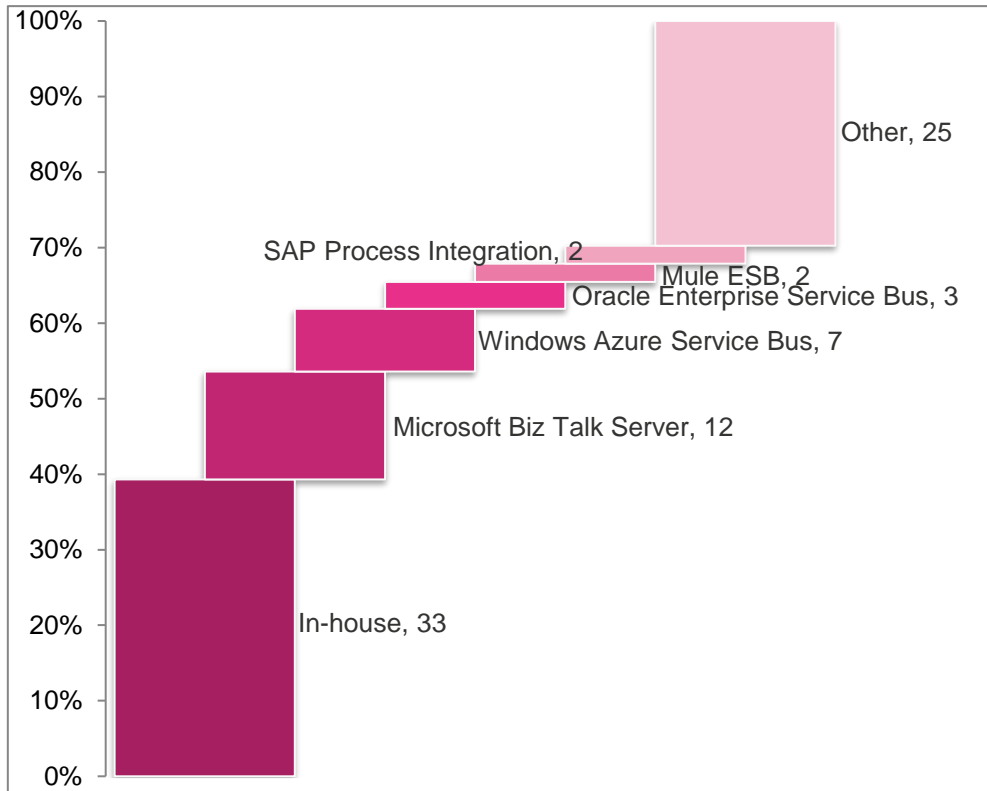 100%
90%
80%
70%
60%
50%
40%
30%
20%
10%
0%
Other, 25
SAP Process Integration, 2
Mule ESB, 2
Oracle Enterprise Service Bus, 3
Windows Azure Service Bus, 7
Microsoft Biz Talk Server, 12
In-house, 33